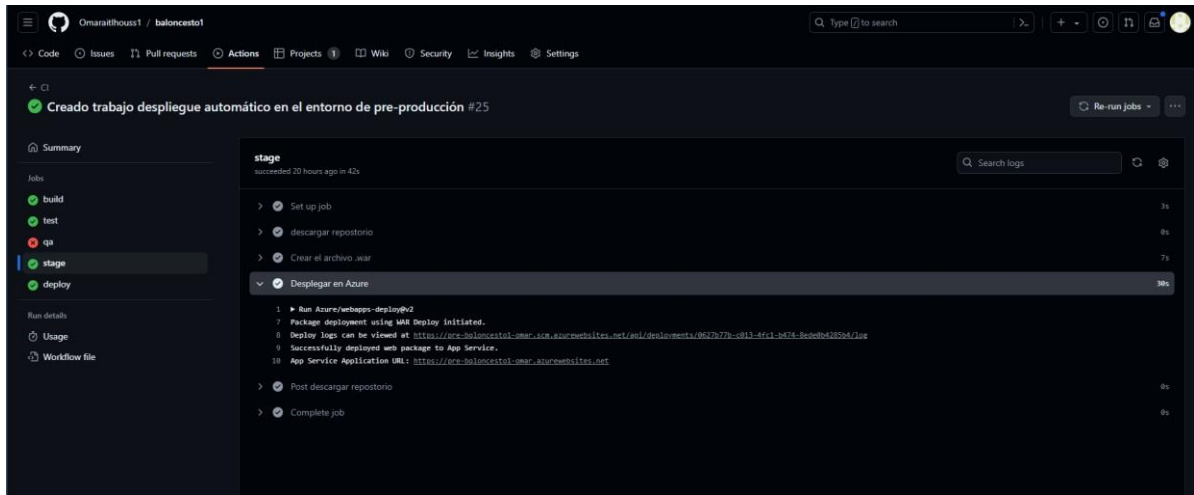 Omaraitlhouss1 / baloncesto1
Type / to search
Code Issues Pull requests Actions Projects 1 Wiki Security Insights Settings
← CI
Creado trabajo despliegue automático en el entorno de pre-producción #25
Re-run jobs
Summary
Jobs
build
test
qa
stage
deploy
Run details
Usage
Workflow file
stage
succeeded 20 hours ago in 42s
Search logs
Set up job 3s
descargar repostorio 0s
Crear el archivo .war 7s
Desplegar en Azure 30s
1 ▶ Run Azure/webapps-deploy@v2
7 Package deployment using WAR Deploy initiated.
8 Deploy logs can be viewed at https://pre-baloncesto1-omar.scm.azurewebsites.net/api/deployments/0627b77b-c013-4fc1-b474-8ede0b4285b4/log
9 Successfully deployed web package to App Service.
10 App Service Application URL: https://pre-baloncesto1-omar.azurewebsites.net
Post descargar repostorio 0s
Complete job 0s